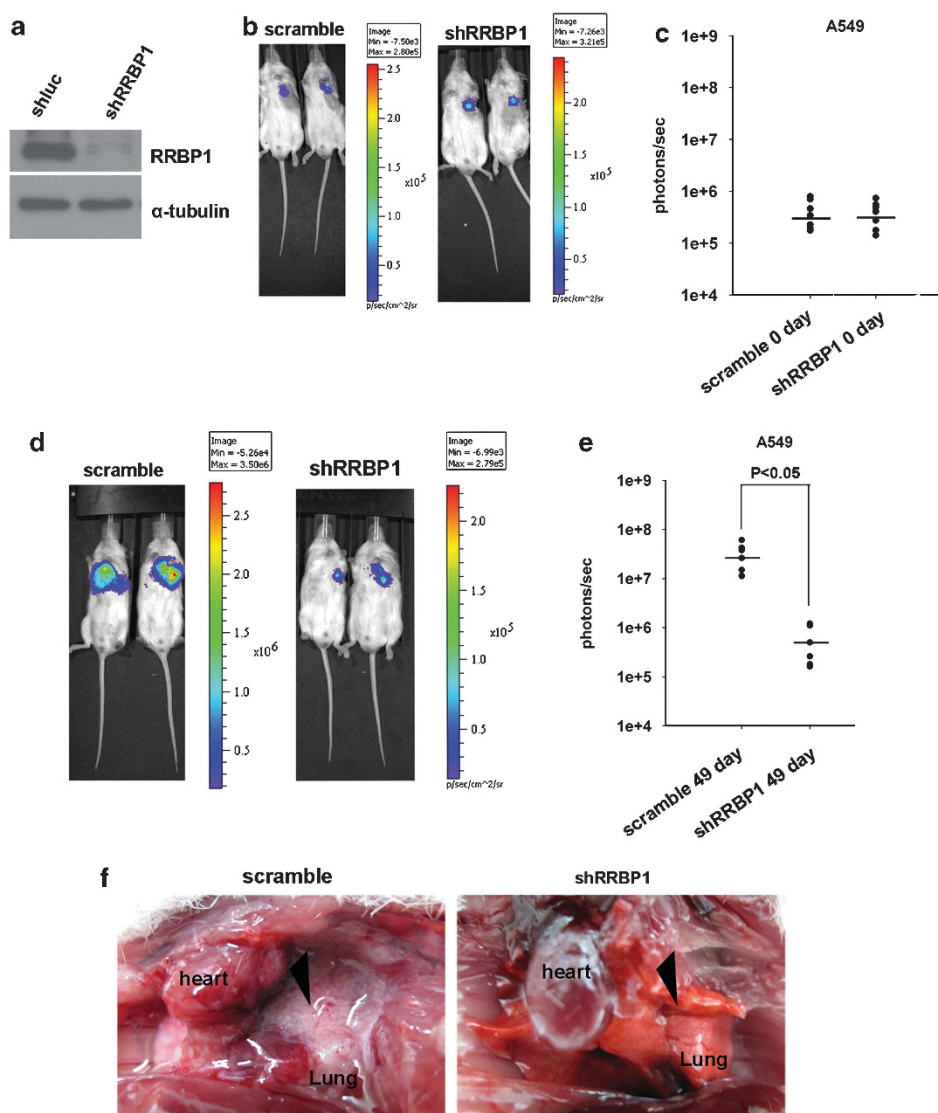 a
shluc
shRRBP1
RRBP1
α-tubulin
b
scramble
Image
Min = -7.50e3
Max = 2.80e5
2.5
2.0
1.5
x10^5
1.0
0.5
p/sec/cm^2/sr
shRRBP1
Image
Min = -7.26e3
Max = 3.21e5
2.0
1.5
x10^5
1.0
0.5
p/sec/cm^2/sr
c
A549
photons/sec
1e+9
1e+8
1e+7
1e+6
1e+5
1e+4
scramble 0 day
shRRBP1 0 day
d
scramble
Image
Min = -5.26e4
Max = 3.50e6
2.5
2.0
1.5
x10^6
1.0
0.5
shRRBP1
Image
Min = -6.99e3
Max = 2.79e5
2.0
1.5
x10^5
1.0
0.5
p/sec/cm^2/sr
e
A549
P<0.05
photons/sec
1e+9
1e+8
1e+7
1e+6
1e+5
1e+4
scramble 49 day
shRRBP1 49 day
f
scramble
heart
Lung
shRRBP1
heart
Lung